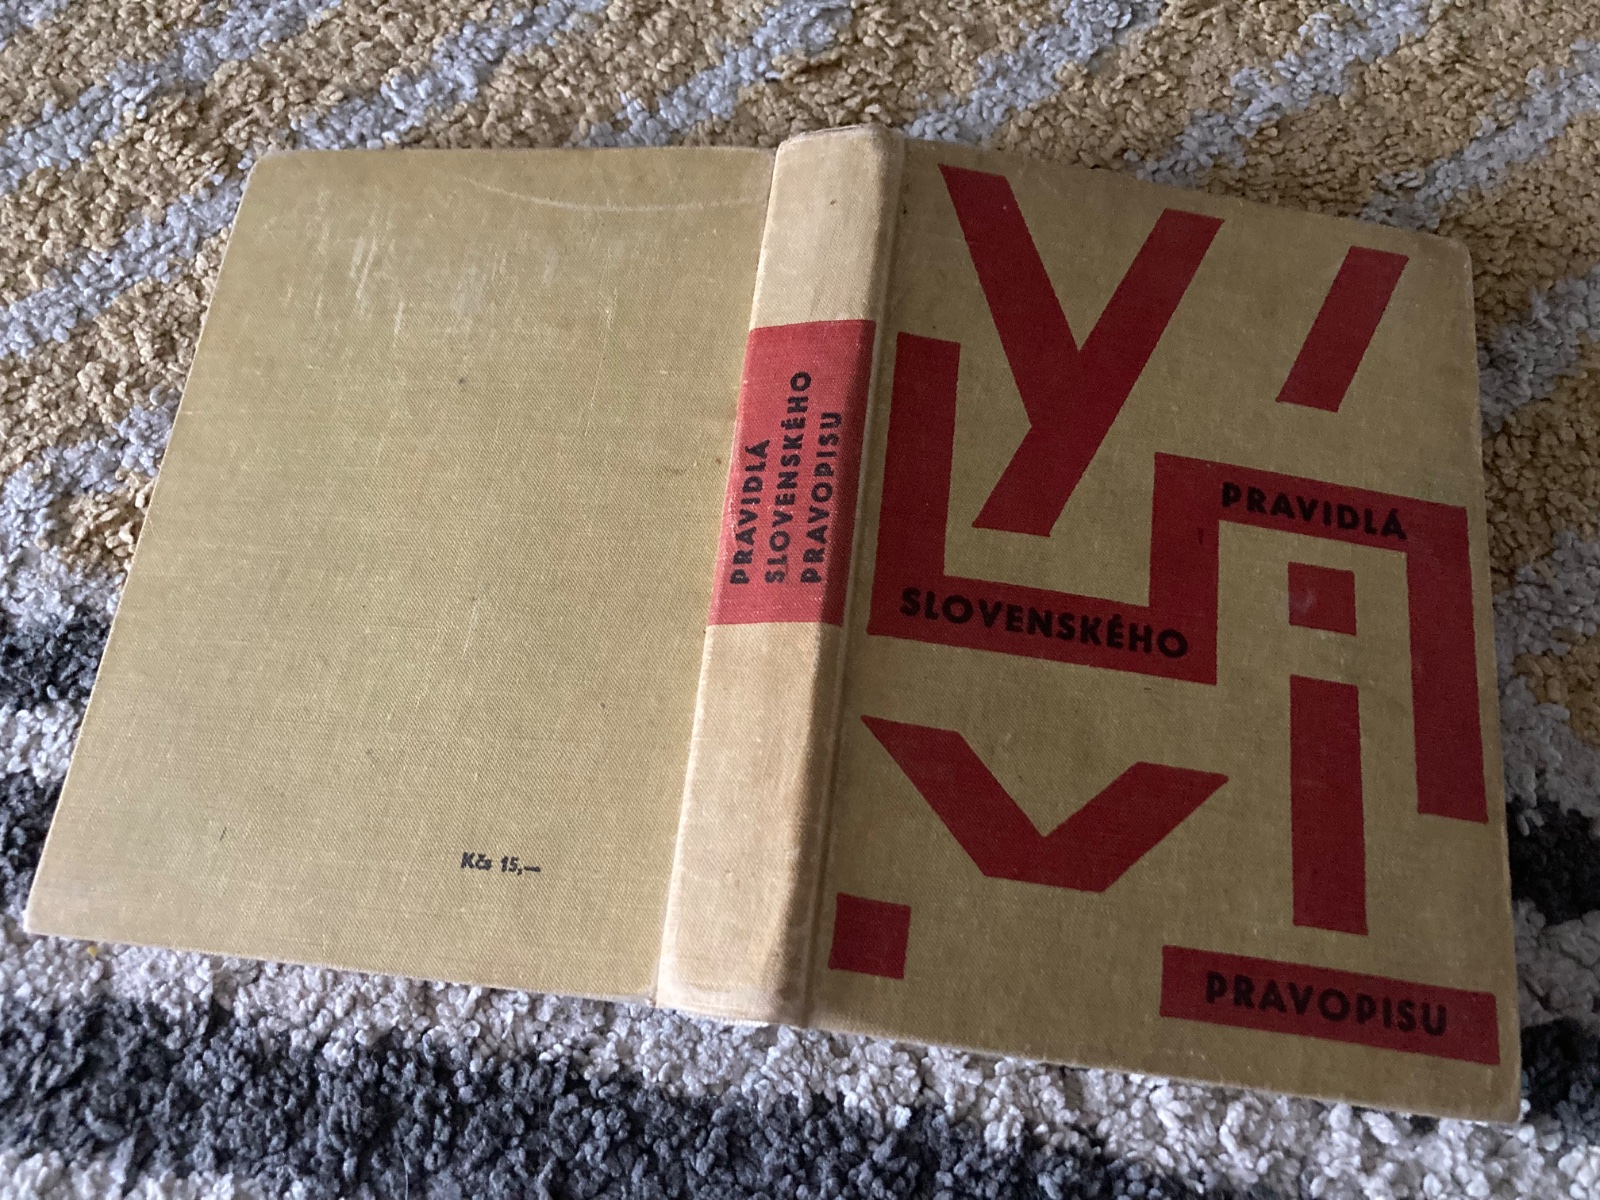 PRAVIDLÁ
SLOVENSKÉHO
PRAVOPISU
PRAVIDLÁ
SLOVENSKÉHO
PRAVOPISU
Kčs 15,—